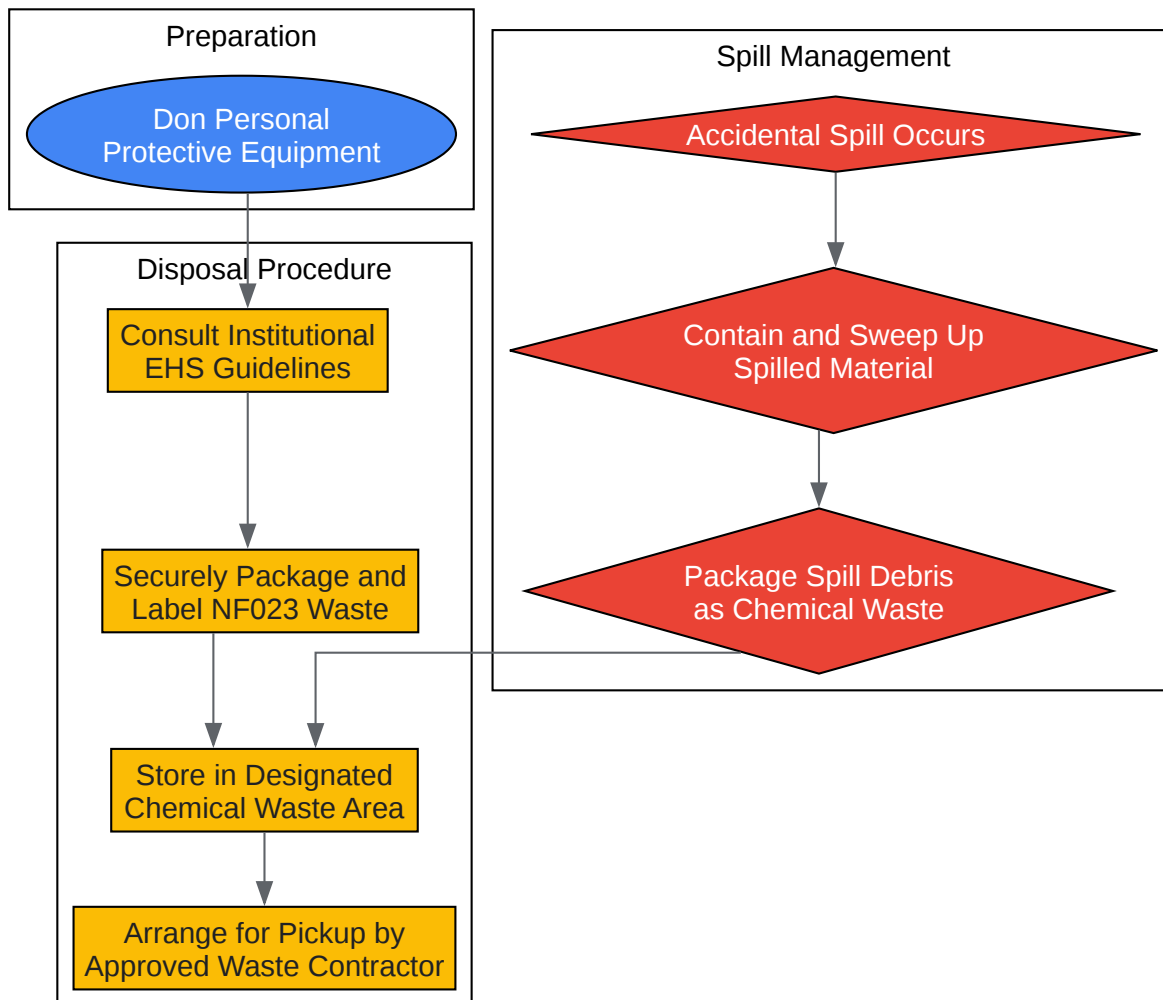 Preparation
Don Personal
Protective Equipment
Disposal Procedure
Consult Institutional
EHS Guidelines
Securely Package and
Label NF023 Waste
Store in Designated
Chemical Waste Area
Arrange for Pickup by
Approved Waste Contractor
Spill Management
Accidental Spill Occurs
Contain and Sweep Up
Spilled Material
Package Spill Debris
as Chemical Waste